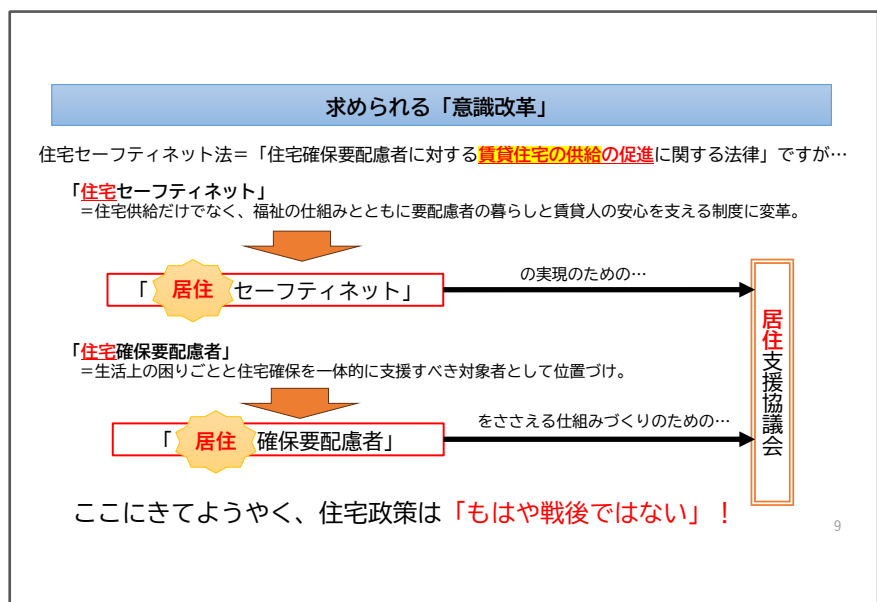 求められる「意識改革」
住宅セーフティネット法＝「住宅確保要配慮者に対する賃貸住宅の供給の促進に関する法律」ですが…
「住宅セーフティネット」
＝住宅供給だけでなく、福祉の仕組みとともに要配慮者の暮らしと賃貸人の安心を支える制度に変革。
「居住セーフティネット」
の実現のための…
「住宅確保要配慮者」
＝生活上の困りごとと住宅確保を一体的に支援すべき対象者として位置づけ。
「居住確保要配慮者」
をささえる仕組みづくりのための…
居住支援協議会
ここにきてようやく、住宅政策は「もはや戦後ではない」！
9